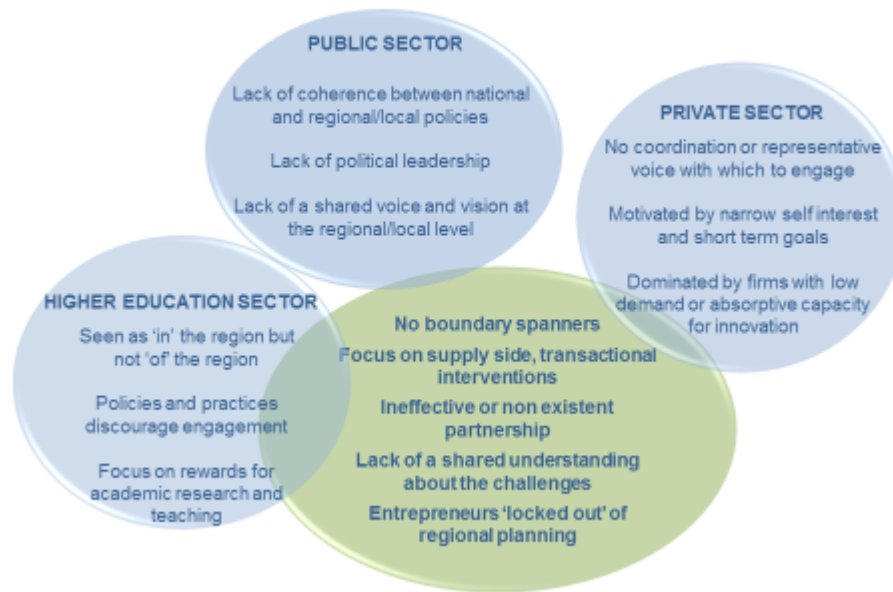 PUBLIC SECTOR
Lack of coherence between national
and regional/local policies
Lack of political leadership
Lack of a shared voice and vision at
the regional/local level
PRIVATE SECTOR
No coordination or representative
voice with which to engage
Motivated by narrow self interest
and short term goals
Dominated by firms with low
demand or absorptive capacity
for innovation
HIGHER EDUCATION SECTOR
Seen as ‘in’ the region but
not ‘of’ the region
Policies and practices
discourage engagement
Focus on rewards for
academic research and
teaching
No boundary spanners
Focus on supply side, transactional
interventions
Ineffective or non existent
partnership
Lack of a shared understanding
about the challenges
Entrepreneurs ‘locked out’ of
regional planning